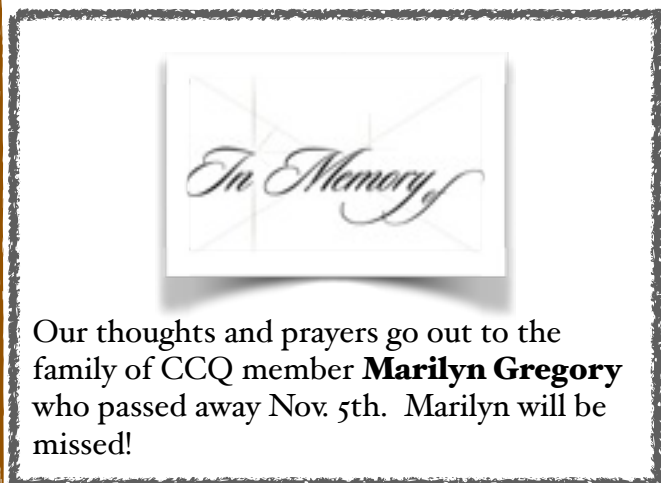 In Memory of
Our thoughts and prayers go out to the
family of CCQ member Marilyn Gregory
who passed away Nov. 5th.  Marilyn will be
missed!